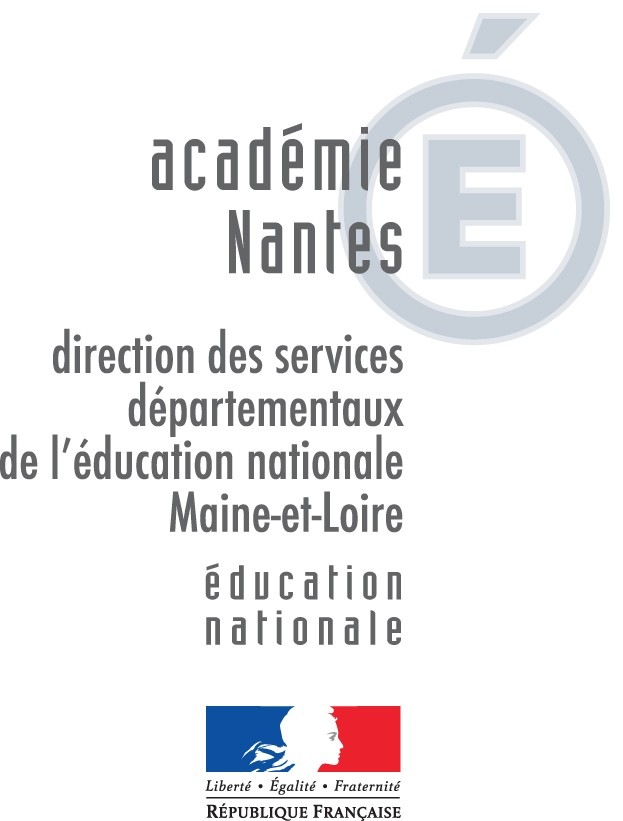 É
académie
Nantes
direction des services
départementaux
de l'éducation nationale
Maine-et-Loire
éducation
nationale
Liberté • Égalité • Fraternité
RÉPUBLIQUE FRANÇAISE